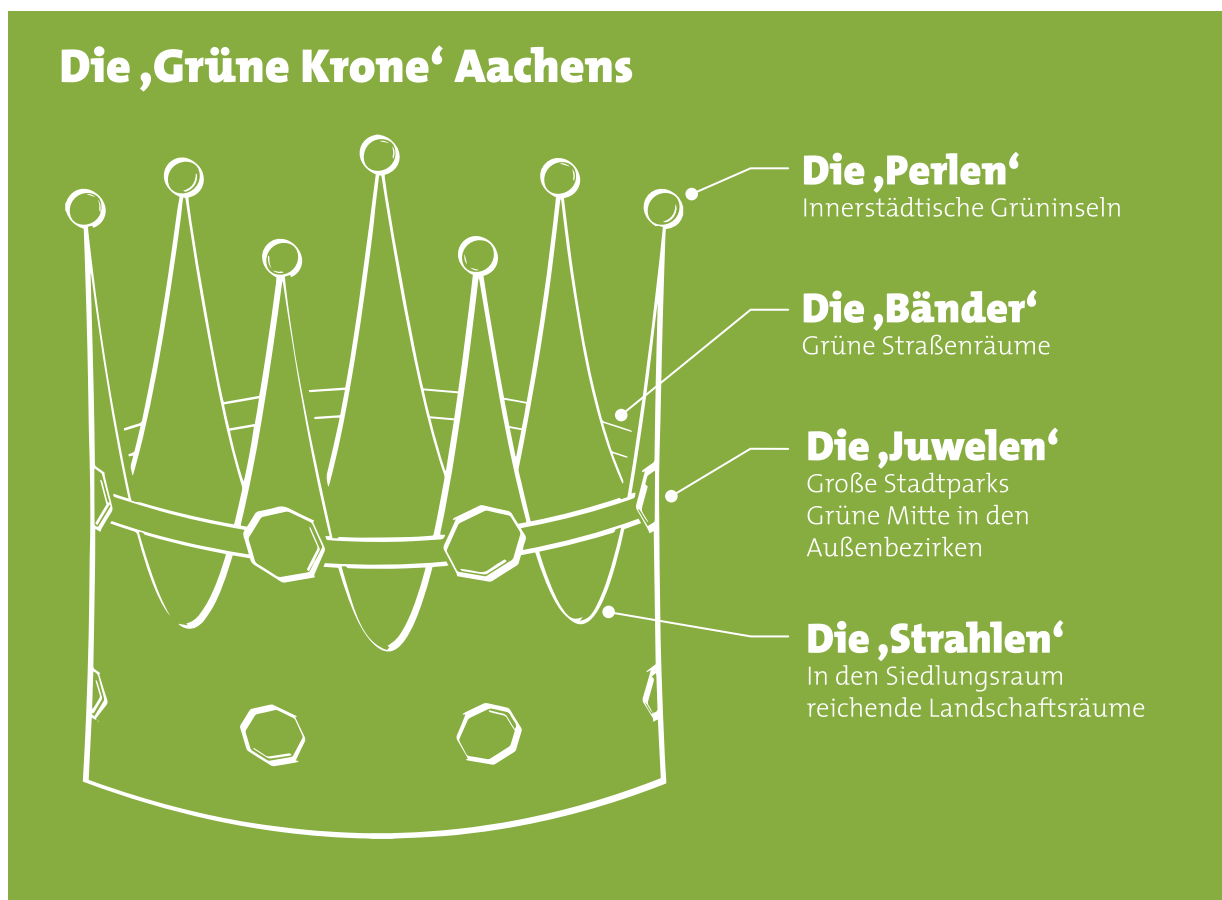 Die ‚Grüne Krone‘ Aachens
Die ‚Perlen‘
Innerstädtische Grüninseln
Die ‚Bänder‘
Grüne Straßenräume
Die ‚Juwelen‘
Große Stadtparks
Grüne Mitte in den
Außenbezirken
Die ‚Strahlen‘
In den Siedlungsraum
reichende Landschaftsräume